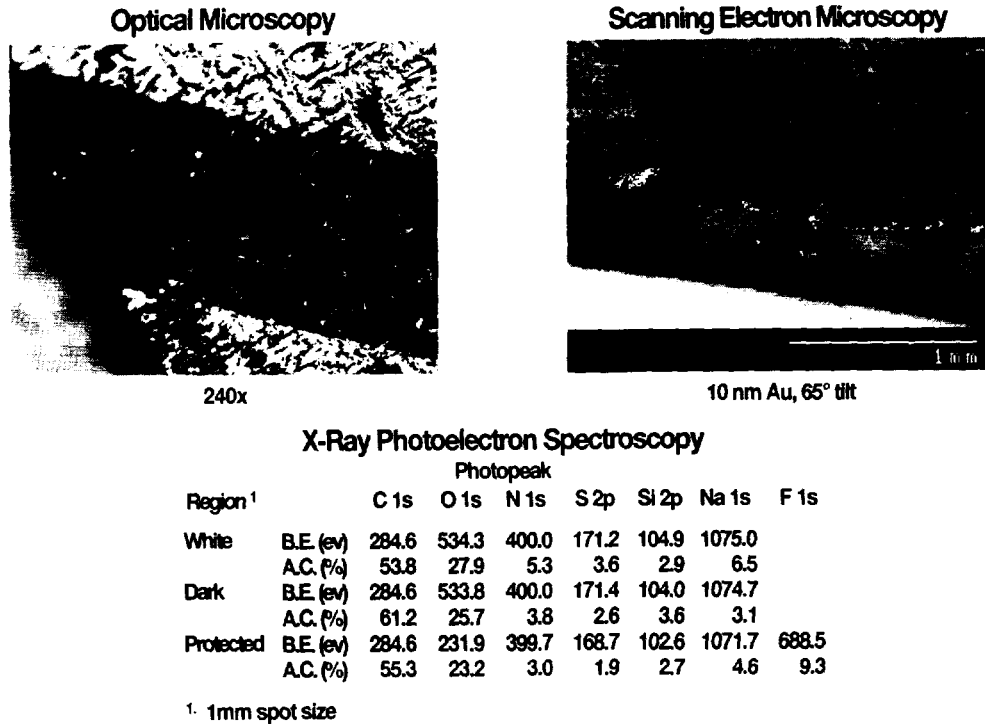 Optical Microscopy
Scanning Electron Microscopy
1 mm
240x
10 nm Au, 65° tilt
X-Ray Photoelectron Spectroscopy
Photopeak
Region 1 C 1s O 1s N 1s S 2p Si 2p Na 1s F 1s
White B.E. (ev) 284.6 534.3 400.0 171.2 104.9 1075.0
A.C. (%) 53.8 27.9 5.3 3.6 2.9 6.5
Dark B.E. (ev) 284.6 533.8 400.0 171.4 104.0 1074.7
A.C. (%) 61.2 25.7 3.8 2.6 3.6 3.1
Protected B.E. (ev) 284.6 231.9 399.7 168.7 102.6 1071.7 688.5
A.C. (%) 55.3 23.2 3.0 1.9 2.7 4.6 9.3
1. 1mm spot size